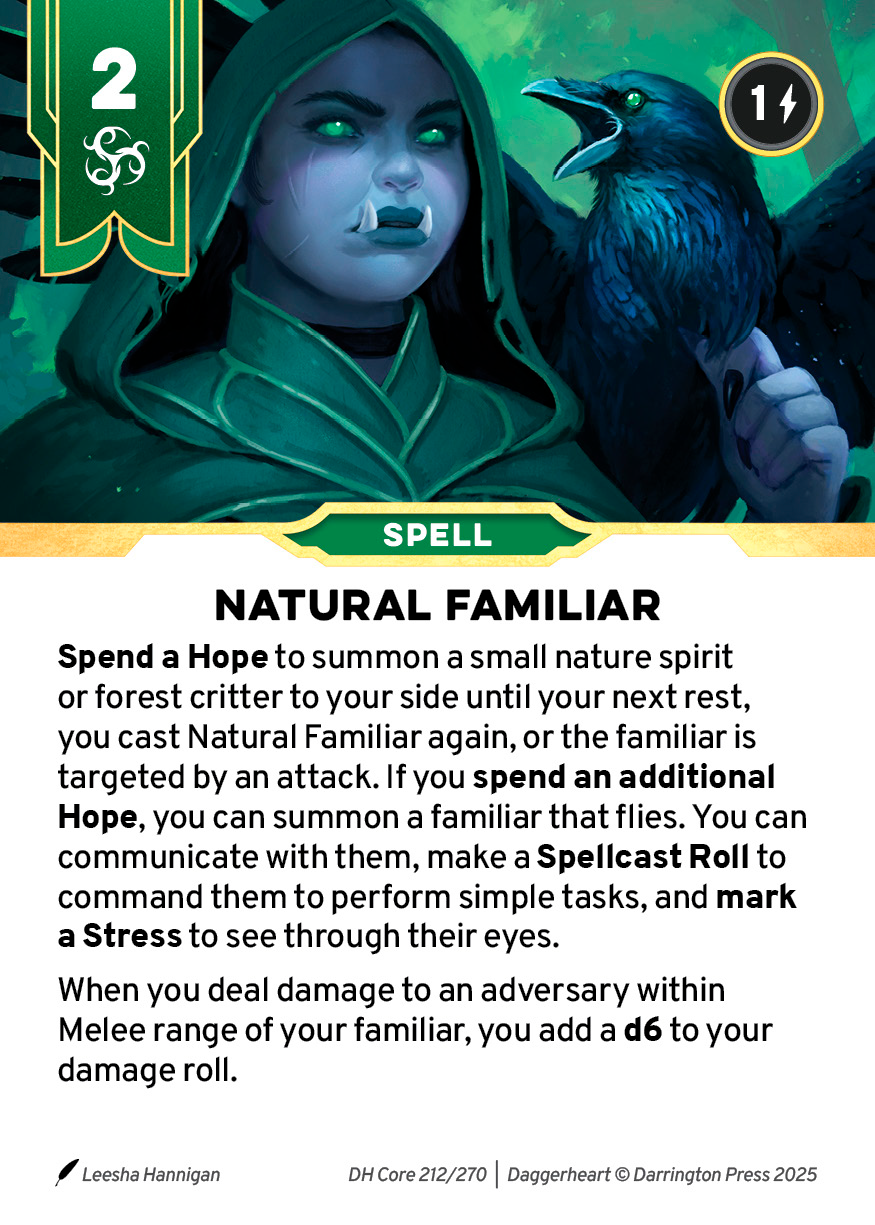 2
1
SPELL
NATURAL FAMILIAR
Spend a Hope to summon a small nature spirit
or forest critter to your side until your next rest,
you cast Natural Familiar again, or the familiar is
targeted by an attack. If you spend an additional
Hope, you can summon a familiar that flies. You can
communicate with them, make a Spellcast Roll to
command them to perform simple tasks, and mark
a Stress to see through their eyes.
When you deal damage to an adversary within
Melee range of your familiar, you add a d6 to your
damage roll.
Leesha Hannigan DH Core 212/270 | Daggerheart © Darrington Press 2025